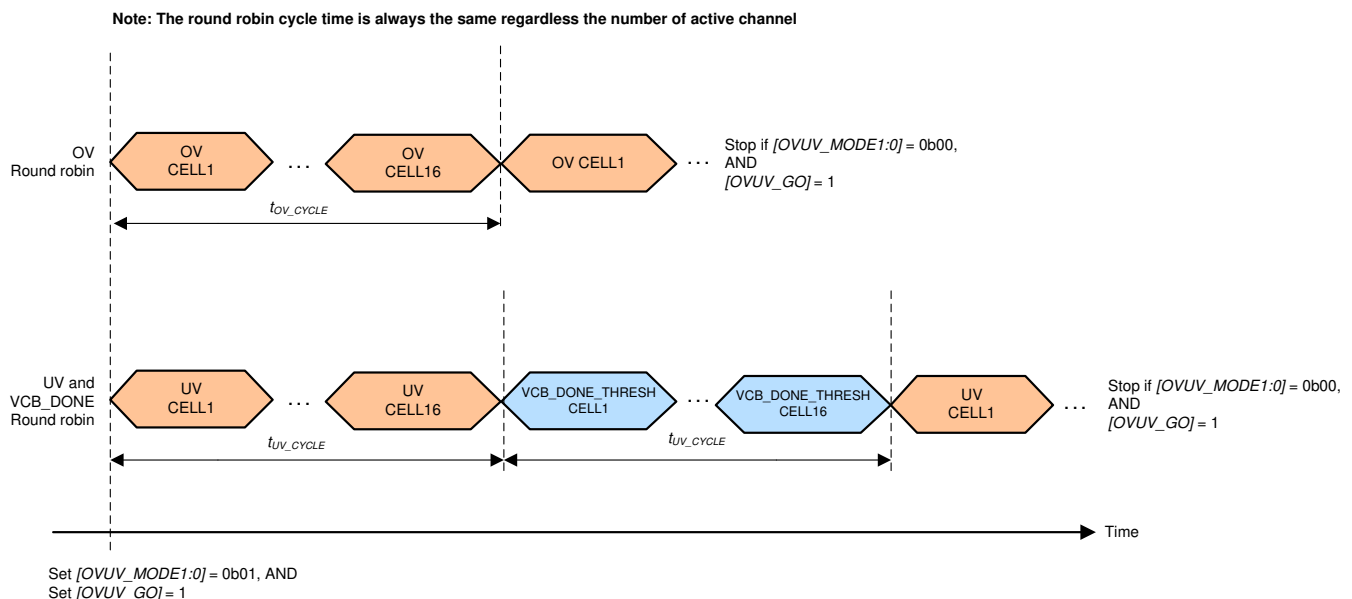 Note: The round robin cycle time is always the same regardless the number of active channel
OV
Round robin
OV
CELL1
...
OV
CELL16
OV CELL1
...
Stop if [OVUV_MODE1:0] = 0b00,
AND
[OVUV_GO] = 1
tOV_CYCLE
UV and
VCB_DONE
Round robin
UV
CELL1
...
UV
CELL16
VCB_DONE_THRESH
CELL1
...
VCB_DONE_THRESH
CELL16
UV
CELL1
...
Stop if [OVUV_MODE1:0] = 0b00,
AND
[OVUV_GO] = 1
tUV_CYCLE
tUV_CYCLE
Time
Set [OVUV_MODE1:0] = 0b01, AND
Set [OVUV_GO] = 1